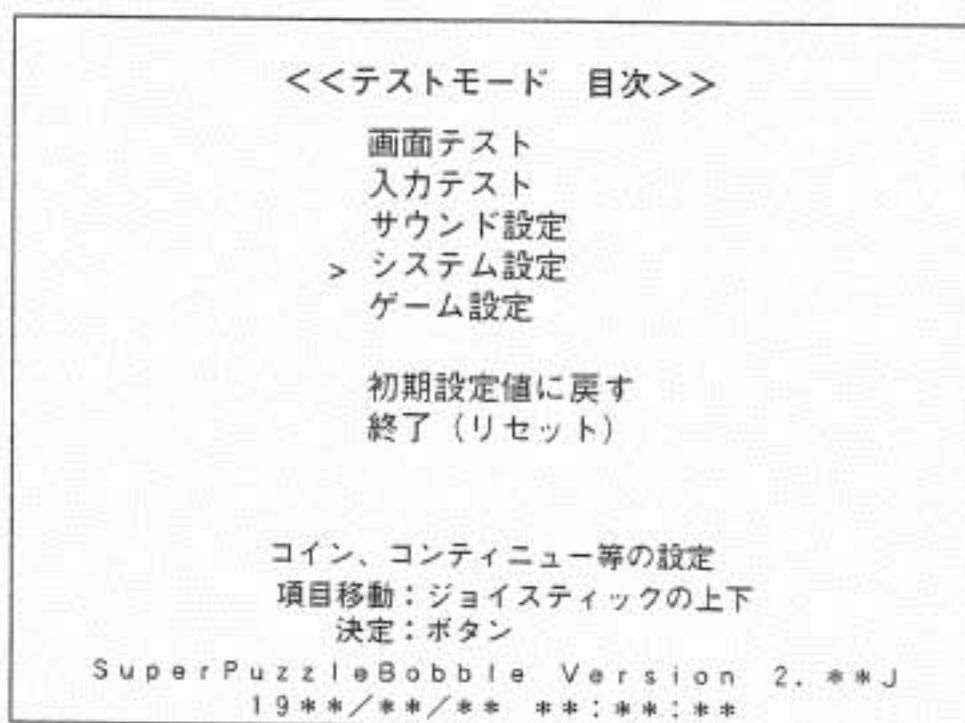 <<テストモード　目次>>
画面テスト
入力テスト
サウンド設定
> システム設定
ゲーム設定
初期設定値に戻す
終了（リセット）
コイン、コンティニュー等の設定
項目移動：ジョイスティックの上下
決定：ボタン
SuperPuzzleBobble Version 2.**J
19**/**/** **:**:**